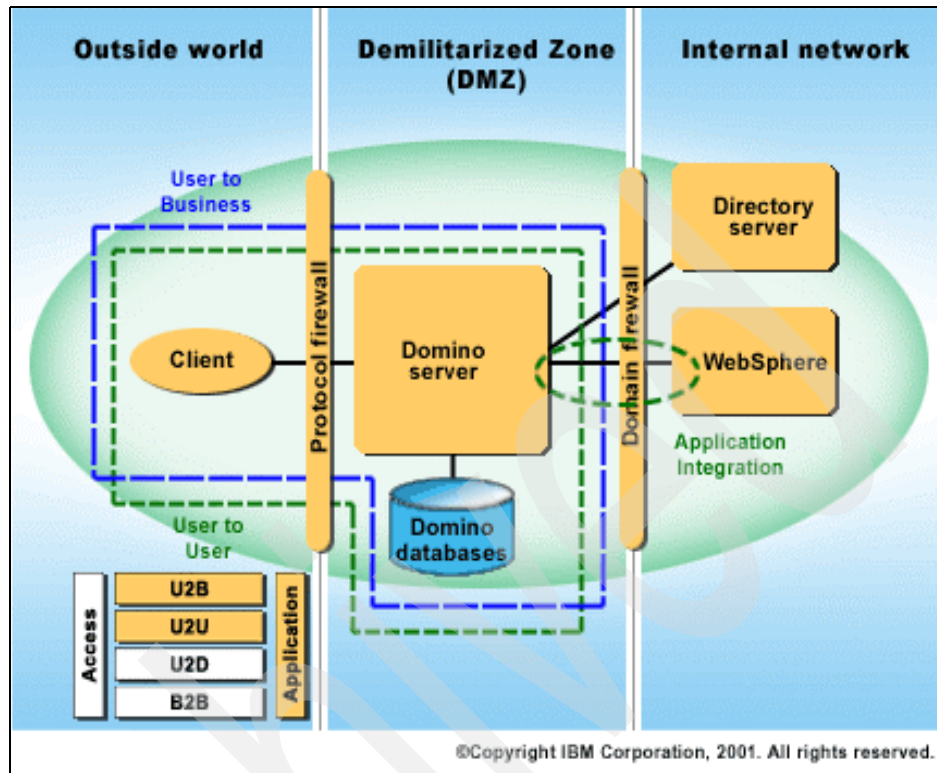 Outside world
Demilitarized Zone
(DMZ)
Internal network
User to
Business
Protocol firewall
Client
Domino
server
Domino
databases
Domain firewall
Directory
server
WebSphere
Application
Integration
User to
User
Access
U2B
U2U
U2D
B2B
Application
©Copyright IBM Corporation, 2001. All rights reserved.